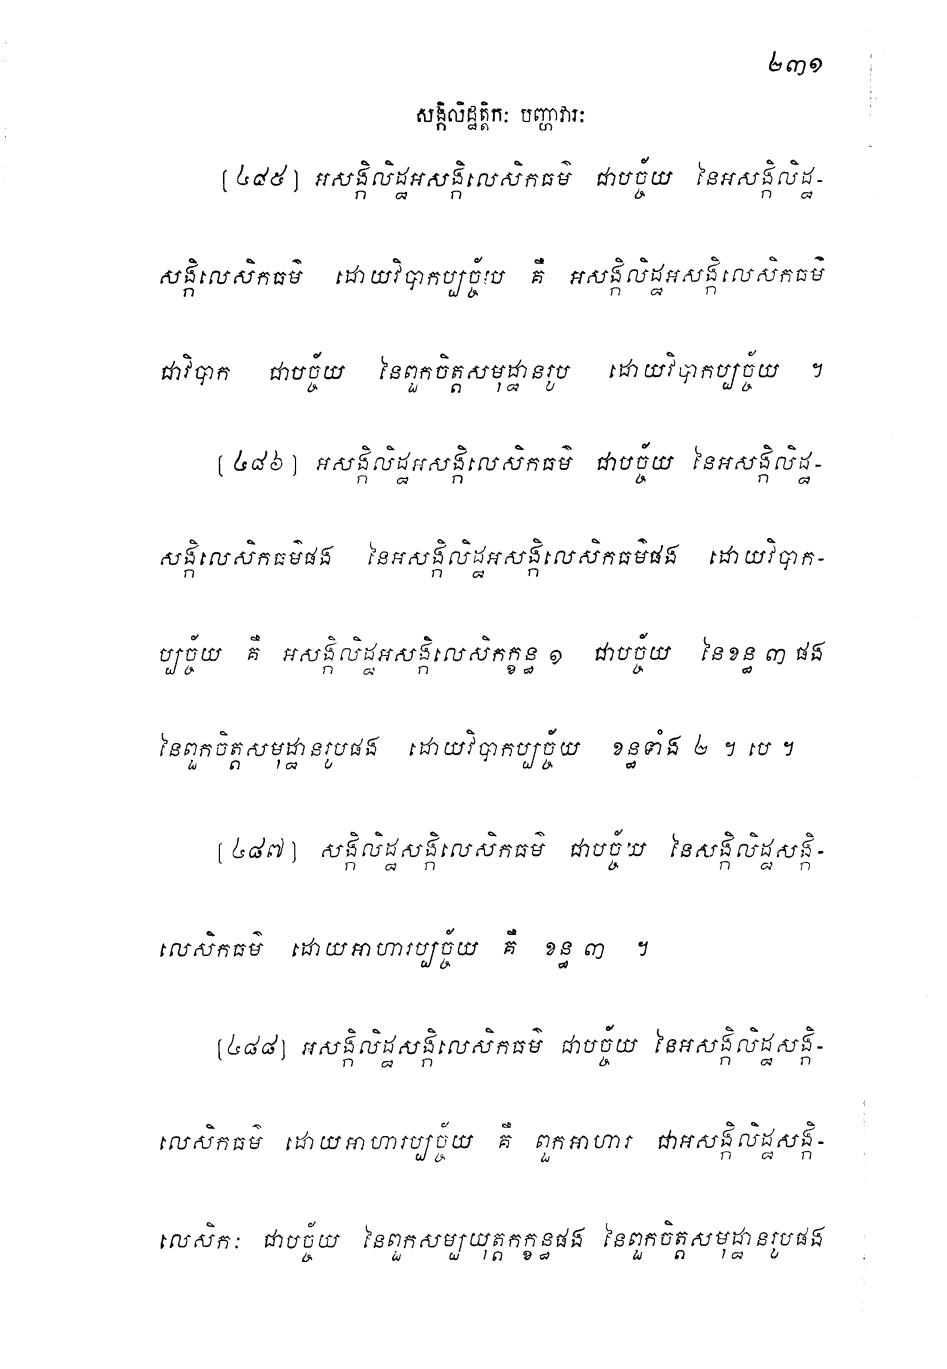 ២៣១
សង្កិលិដ្ឋត្តិកៈ បញ្ហាវារៈ
[៤៨៥] អសង្កិលិដ្ឋអសង្កិលេសិកធម៌ ជាបច្ច័យ នៃអសង្កិលិដ្ឋ-
សង្កិលេសិកធម៌ ដោយវិបាកប្បច្ច័យ គឺ អសង្កិលិដ្ឋអសង្កិលេសិកធម៌
ជាវិបាក ជាបច្ច័យ នៃពួកចិត្តសមុដ្ឋានរូប ដោយវិបាកប្បច្ច័យ ។
[៤៨៦] អសង្កិលិដ្ឋអសង្កិលេសិកធម៌ ជាបច្ច័យ នៃអសង្កិលិដ្ឋ-
សង្កិលេសិកធម៌ផង នៃអសង្កិលិដ្ឋអសង្កិលេសិកធម៌ផង ដោយវិបាក-
ប្បច្ច័យ គឺ អសង្កិលិដ្ឋអសង្កិលេសិកក្ខន្ធ ១ ជាបច្ច័យ នៃខន្ធ ៣ ផង
នៃពួកចិត្តសមុដ្ឋានរូបផង ដោយវិបាកប្បច្ច័យ ខន្ធទាំង ២ ។ បេ ។
[៤៨៧] សង្កិលិដ្ឋសង្កិលេសិកធម៌ ជាបច្ច័យ នៃសង្កិលិដ្ឋសង្កិ-
លេសិកធម៌ ដោយអាហារប្បច្ច័យ គឺ ខន្ធ ៣ ។
[៤៨៨] អសង្កិលិដ្ឋសង្កិលេសិកធម៌ ជាបច្ច័យ នៃអសង្កិលិដ្ឋសង្កិ-
លេសិកធម៌ ដោយអាហារប្បច្ច័យ គឺ ពួកអាហារ ជាអសង្កិលិដ្ឋសង្កិ-
លេសិកៈ ជាបច្ច័យ នៃពួកសម្បយុត្តកក្ខន្ធផង នៃពួកចិត្តសមុដ្ឋានរូបផង